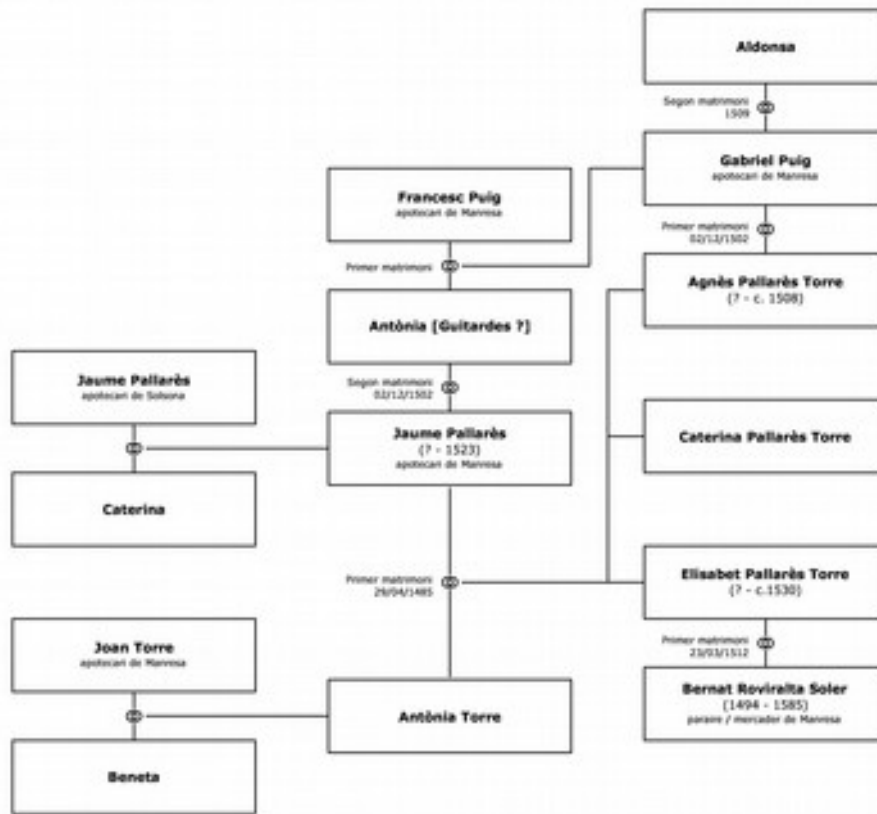 Aldonsa
Segon matrimoni
1509
Gabriel Puig
apotecari de Manresa
Francesc Puig
apotecari de Manresa
Primer matrimoni
02/12/1502
Primer matrimoni
Agnès Pallarès Torre
(? - c. 1508)
Antònia [Guitardes ?]
Jaume Pallarès
apotecari de Solsona
Segon matrimoni
02/12/1502
Jaume Pallarès
(? - 1523)
apotecari de Manresa
Caterina Pallarès Torre
Caterina
Primer matrimoni
29/04/1485
Elisabet Pallarès Torre
(? - c.1530)
Joan Torre
apotecari de Manresa
Primer matrimoni
23/03/1512
Antònia Torre
Bernat Roviralta Soler
(1494 - 1585)
paraire / mercader de Manresa
Beneta